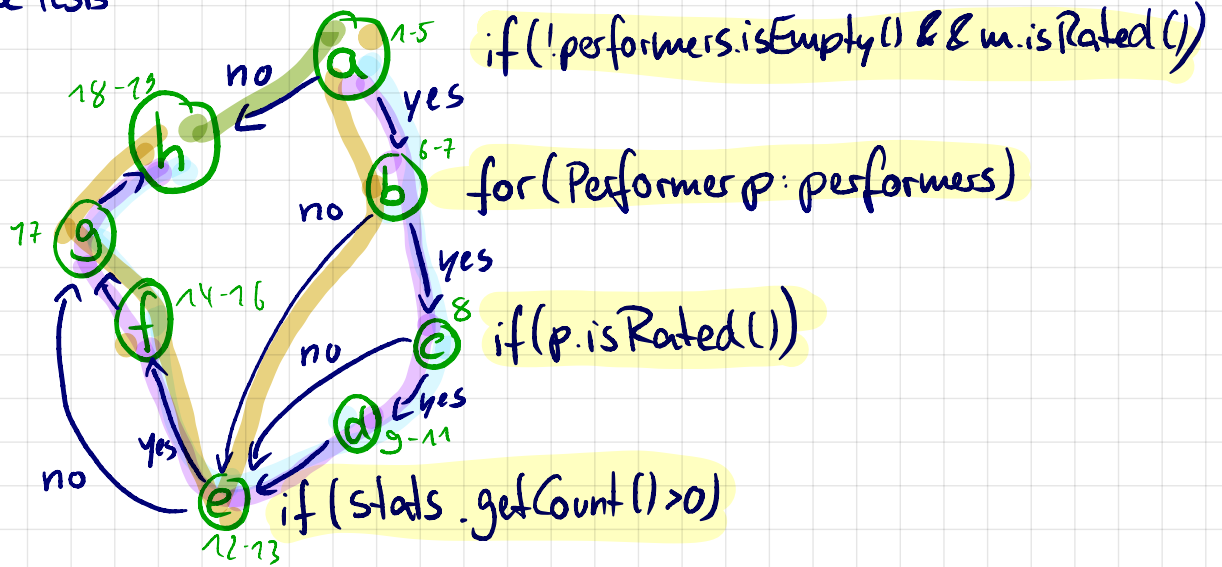 1-5
if(!performers.isEmpty() && m.isRated())
a
no
yes
18-19
h
6-7
b
for(Performer p: performers)
no
17
g
yes
14-16
f
8
c
if(p.isRated())
no
yes
d
9-11
yes
no
e
if(stats.getCount()>0)
12-13